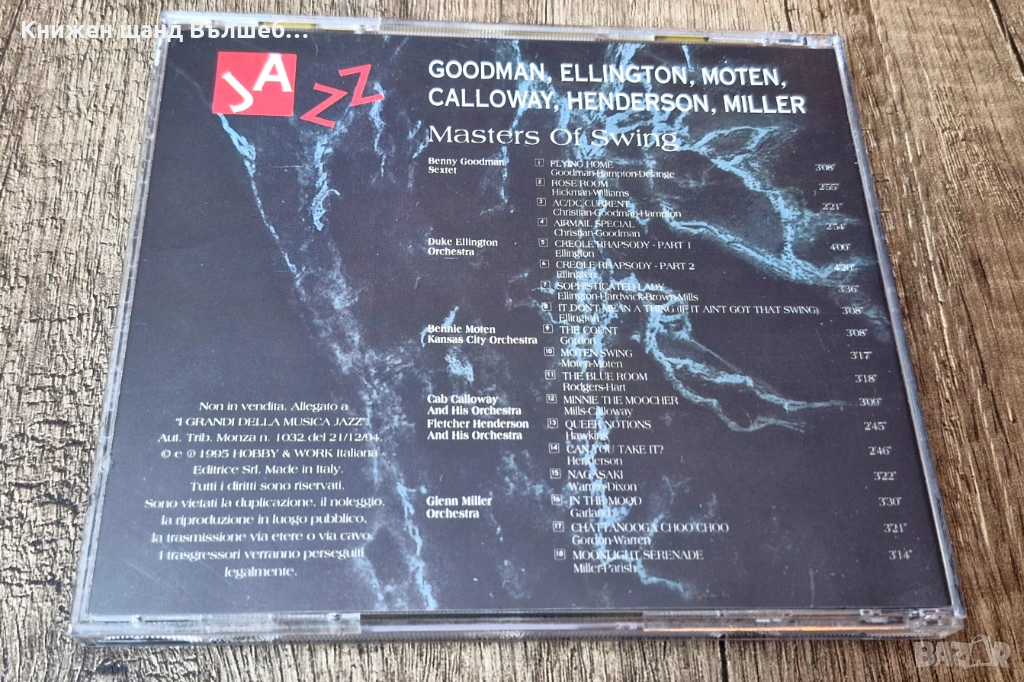 Книжен щанд Вълшеб...
JAZZ
GOODMAN, ELLINGTON, MOTEN,
CALLOWAY, HENDERSON, MILLER
Masters Of Swing
Benny Goodman
Sextet
1 FLYING HOME 3'08"
Goodman-Hampton-Delange
2 ROSE ROOM 2'55"
Hickman-Williams
3 AC/DC CURRENT 2'21"
Christian-Goodman-Hampton
4 AIRMAIL SPECIAL 2'54"
Christian-Goodman
Duke Ellington
Orchestra
5 CREOLE RHAPSODY - PART 1 4'00"
Ellington
6 CREOLE RHAPSODY - PART 2
Ellington
7 SOPHISTICATED LADY 3'36"
Ellington-Hardwick-Brown-Mills
8 IT DON'T MEAN A THING (IF IT AIN'T GOT THAT SWING) 3'08"
Ellington
Bennie Moten
Kansas City Orchestra
9 THE COUNT 3'08"
Gordon
10 MOTEN SWING 3'17"
Moten-Moten
11 THE BLUE ROOM 3'18"
Rodgers-Hart
Cab Calloway
And His Orchestra
12 MINNIE THE MOOCHER 3'09"
Mills-Calloway
Fletcher Henderson
And His Orchestra
13 QUEER NOTIONS 2'45"
Hawkins
14 CAN YOU TAKE IT? 2'46"
Henderson
15 NAGASAKI 3'22"
Warren-Dixon
Glenn Miller
Orchestra
16 IN THE MOOD 3'30"
Garland
17 CHATTANOOGA CHOO CHOO 3'21"
Gordon-Warren
18 MOONLIGHT SERENADE 3'14"
Miller-Parish
Non in vendita. Allegato a
"I GRANDI DELLA MUSICA JAZZ".
Aut. Trib. Monza n. 1032 del 21/12/94.
© e ℗ 1995 HOBBY & WORK Italiana
Editrice Srl. Made in Italy.
Tutti i diritti sono riservati.
Sono vietati la duplicazione, il noleggio,
la riproduzione in luogo pubblico,
la trasmissione via etere o via cavo.
I trasgressori verranno perseguiti
legalmente.
BAZAR